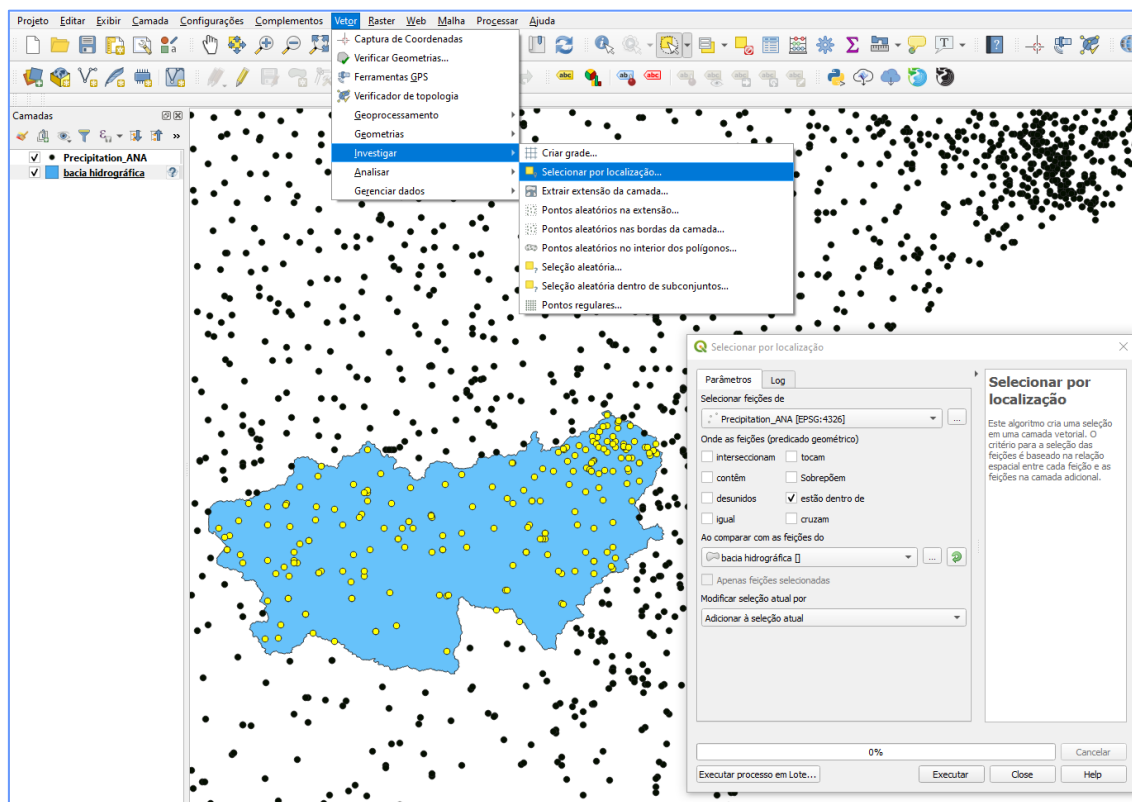 Projeto Editar Exibir Camada Configurações Complementos Vetor Raster Web Malha Processar Ajuda
Captura de Coordenadas
Verificar Geometrias...
Ferramentas GPS
Verificador de topologia
Geoprocessamento
Geometrias
Investigar
Analisar
Gerenciar dados
Criar grade...
Selecionar por localização...
Extrair extensão da camada...
Pontos aleatórios na extensão...
Pontos aleatórios nas bordas da camada...
Pontos aleatórios no interior dos polígonos...
Seleção aleatória...
Seleção aleatória dentro de subconjuntos...
Pontos regulares...
abc abc abc
Camadas
Precipitation_ANA
bacia hidrográfica ?
Selecionar por localização
Parâmetros Log
Selecionar feições de
Precipitation_ANA [EPSG:4326] ...
Onde as feições (predicado geométrico)
interseccionam tocam
contêm Sobrepõem
desunidos estão dentro de
igual cruzam
Ao comparar com as feições do
bacia hidrográfica [] ...
Apenas feições selecionadas
Modificar seleção atual por
Adicionar à seleção atual
Selecionar por
localização
Este algoritmo cria uma seleção
em uma camada vetorial. O
critério para a seleção das
feições é baseado na relação
espacial entre cada feição e as
feições na camada adicional.
0% Cancelar
Executar processo em Lote... Executar Close Help